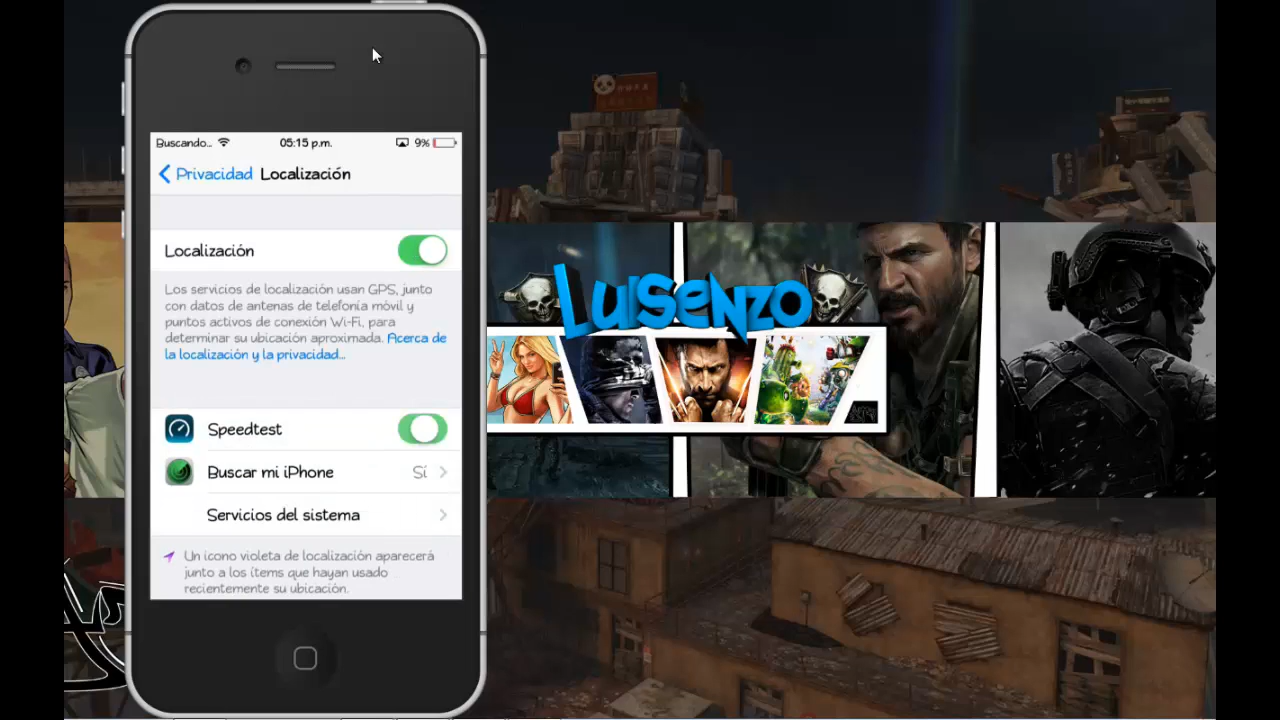 Buscando... 05:15 p.m. 9%
Privacidad Localización
Localización
Los servicios de localización usan GPS, junto
con datos de antenas de telefonía móvil y
puntos activos de conexión Wi-Fi, para
determinar su ubicación aproximada. Acerca de
la localización y la privacidad...
Speedtest
Buscar mi iPhone Sí
Servicios del sistema
Un ícono violeta de localización aparecerá
junto a los ítems que hayan usado
recientemente su ubicación.
LUISENZO